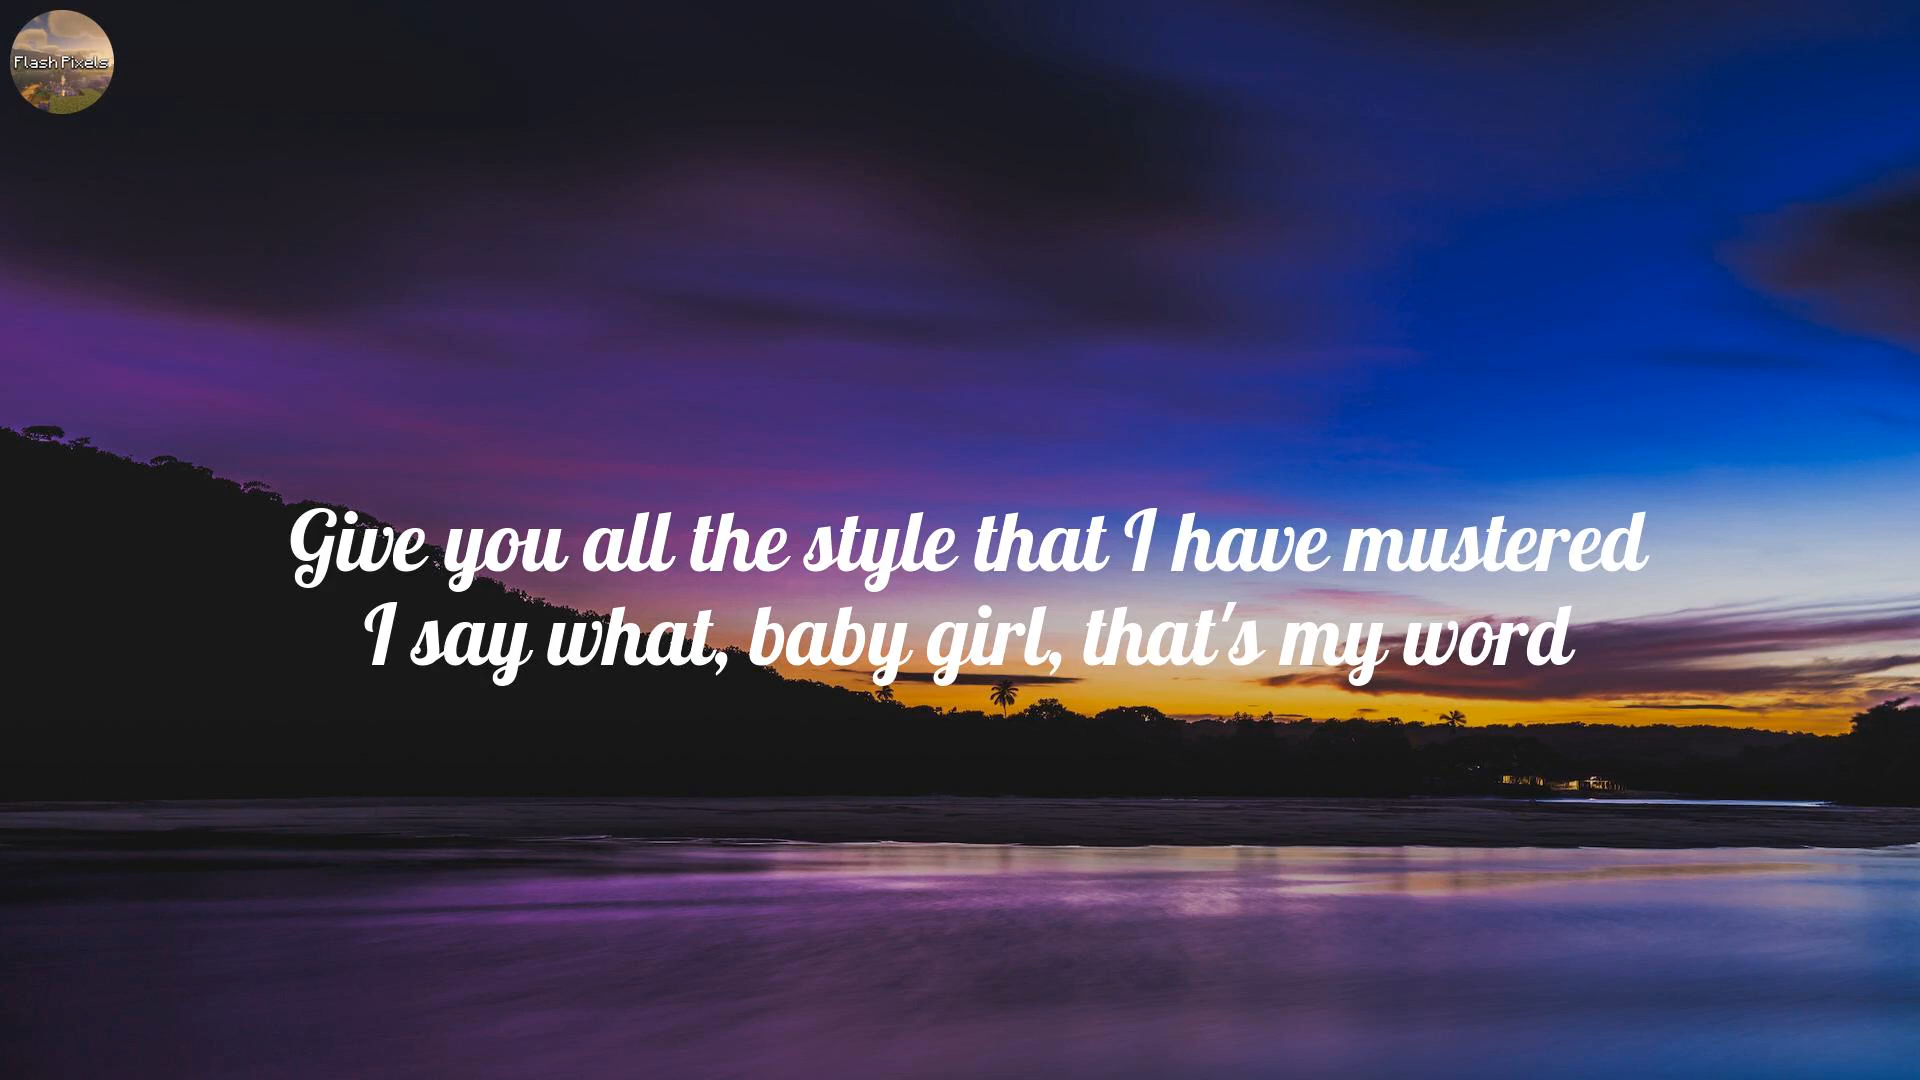 Flash Pixels
Give you all the style that I have mustered
I say what, baby girl, that's my word